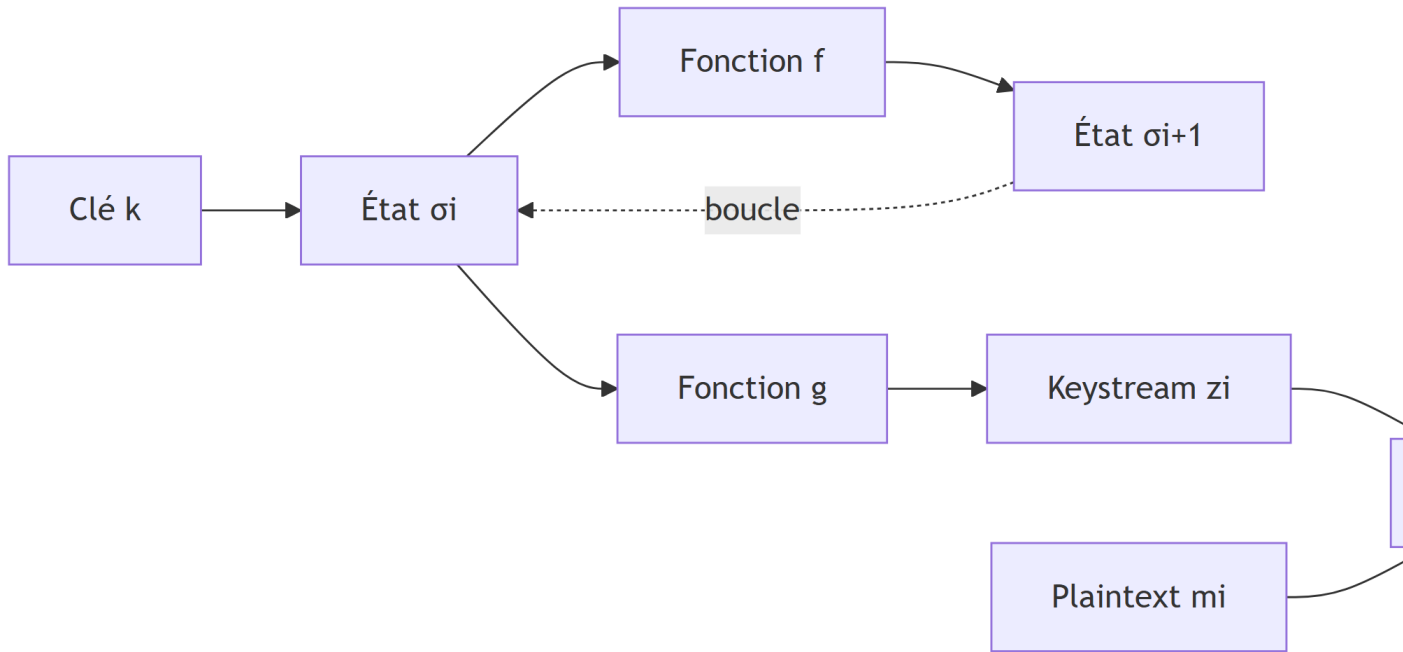 Fonction f
État σi+1
Clé k
État σi
boucle
Fonction g
Keystream zi
Plaintext mi